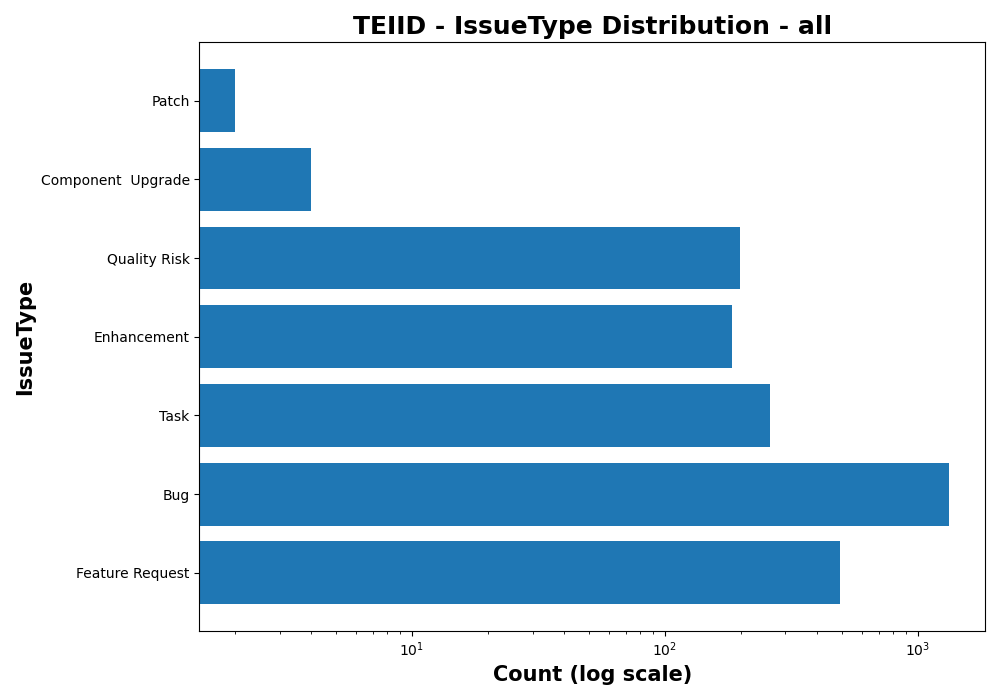 TEIID - IssueType Distribution - all
Patch
Component  Upgrade
Quality Risk
Enhancement
Task
Bug
Feature Request
IssueType
10¹
10²
10³
Count (log scale)